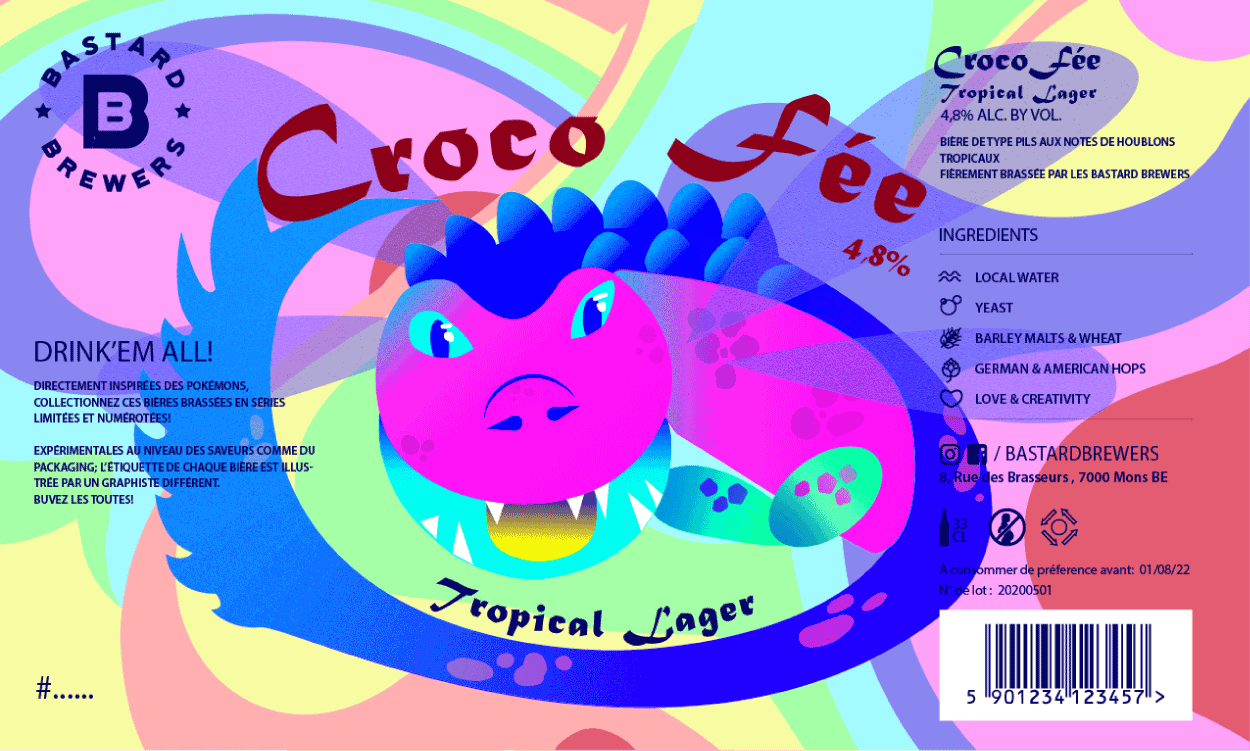 BASTARD
B
BREWERS
Croco Fée
4,8%
DRINK'EM ALL!
DIRECTEMENT INSPIRÉES DES POKÉMONS,
COLLECTIONNEZ CES BIÈRES BRASSÉES EN SÉRIES
LIMITÉES ET NUMÉROTÉES!
EXPÉRIMENTALES AU NIVEAU DES SAVEURS COMME DU
PACKAGING; L'ÉTIQUETTE DE CHAQUE BIÈRE EST ILLUS-
TRÉE PAR UN GRAPHISTE DIFFÉRENT.
BUVEZ LES TOUTES!
#......
Tropical Lager
Croco Fée
Tropical Lager
4,8% ALC. BY VOL.
BIÈRE DE TYPE PILS AUX NOTES DE HOUBLONS
TROPICAUX
FIÈREMENT BRASSÉE PAR LES BASTARD BREWERS
INGREDIENTS
LOCAL WATER
YEAST
BARLEY MALTS & WHEAT
GERMAN & AMERICAN HOPS
LOVE & CREATIVITY
/ BASTARDBREWERS
8, Rue des Brasseurs , 7000 Mons BE
33
CL
A consommer de préference avant: 01/08/22
N° de lot : 20200501
5 901234 123457 >